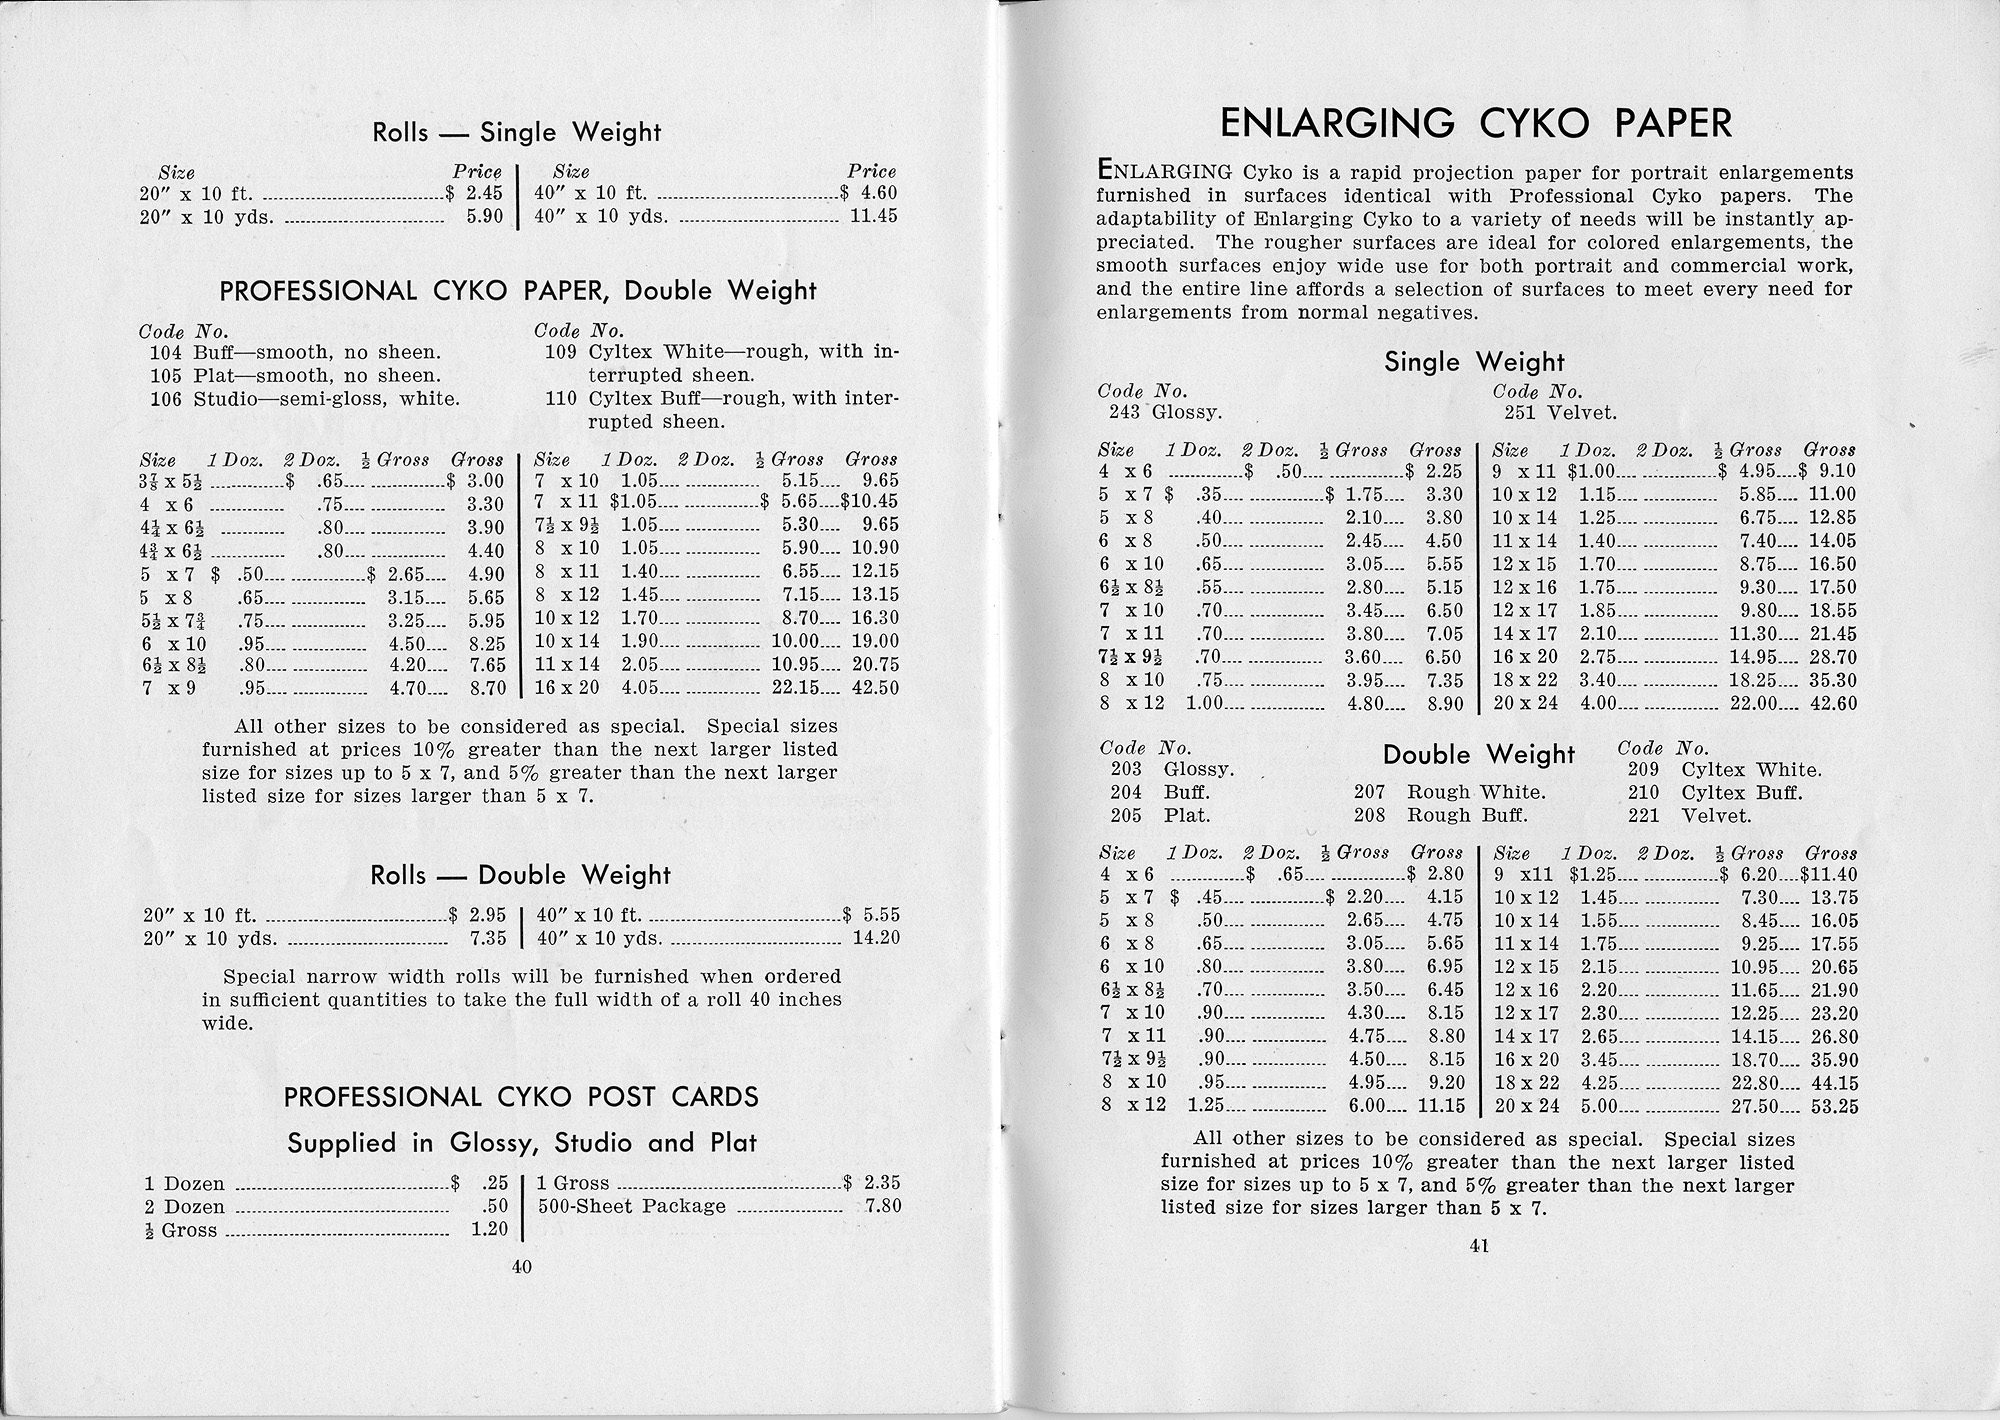 Rolls — Single Weight
Size Price Size Price
20" x 10 ft. $ 2.45 40" x 10 ft. $ 4.60
20" x 10 yds. 5.90 40" x 10 yds. 11.45
PROFESSIONAL CYKO PAPER, Double Weight
Code No. Code No.
104 Buff—smooth, no sheen. 109 Cyltex White—rough, with in-
105 Plat—smooth, no sheen. terrupted sheen.
106 Studio—semi-gloss, white. 110 Cyltex Buff—rough, with inter-
rupted sheen.
Size 1 Doz. 2 Doz. ½ Gross Gross Size 1 Doz. 2 Doz. ½ Gross Gross
3⅞ x 5½ $ .65 $ 3.00 7 x 10 1.05 5.15 9.65
4 x 6 .75 3.30 7 x 11 $1.05 $ 5.65 $10.45
4¼ x 6½ .80 3.90 7½ x 9½ 1.05 5.30 9.65
4¾ x 6½ .80 4.40 8 x 10 1.05 5.90 10.90
5 x 7 $ .50 $ 2.65 4.90 8 x 11 1.40 6.55 12.15
5 x 8 .65 3.15 5.65 8 x 12 1.45 7.15 13.15
5½ x 7¾ .75 3.25 5.95 10 x 12 1.70 8.70 16.30
6 x 10 .95 4.50 8.25 10 x 14 1.90 10.00 19.00
6½ x 8½ .80 4.20 7.65 11 x 14 2.05 10.95 20.75
7 x 9 .95 4.70 8.70 16 x 20 4.05 22.15 42.50
All other sizes to be considered as special. Special sizes
furnished at prices 10% greater than the next larger listed
size for sizes up to 5 x 7, and 5% greater than the next larger
listed size for sizes larger than 5 x 7.
Rolls — Double Weight
20" x 10 ft. $ 2.95 40" x 10 ft. $ 5.55
20" x 10 yds. 7.35 40" x 10 yds. 14.20
Special narrow width rolls will be furnished when ordered
in sufficient quantities to take the full width of a roll 40 inches
wide.
PROFESSIONAL CYKO POST CARDS
Supplied in Glossy, Studio and Plat
1 Dozen $ .25 1 Gross $ 2.35
2 Dozen .50 500-Sheet Package 7.80
½ Gross 1.20
40
ENLARGING CYKO PAPER
ENLARGING Cyko is a rapid projection paper for portrait enlargements
furnished in surfaces identical with Professional Cyko papers. The
adaptability of Enlarging Cyko to a variety of needs will be instantly ap-
preciated. The rougher surfaces are ideal for colored enlargements, the
smooth surfaces enjoy wide use for both portrait and commercial work,
and the entire line affords a selection of surfaces to meet every need for
enlargements from normal negatives.
Single Weight
Code No. Code No.
243 Glossy. 251 Velvet.
Size 1 Doz. 2 Doz. ½ Gross Gross Size 1 Doz. 2 Doz. ½ Gross Gross
4 x 6 $ .50 $ 2.25 9 x 11 $1.00 $ 4.95 $ 9.10
5 x 7 $ .35 $ 1.75 3.30 10 x 12 1.15 5.85 11.00
5 x 8 .40 2.10 3.80 10 x 14 1.25 6.75 12.85
6 x 8 .50 2.45 4.50 11 x 14 1.40 7.40 14.05
6 x 10 .65 3.05 5.55 12 x 15 1.70 8.75 16.50
6½ x 8½ .55 2.80 5.15 12 x 16 1.75 9.30 17.50
7 x 10 .70 3.45 6.50 12 x 17 1.85 9.80 18.55
7 x 11 .70 3.80 7.05 14 x 17 2.10 11.30 21.45
7½ x 9½ .70 3.60 6.50 16 x 20 2.75 14.95 28.70
8 x 10 .75 3.95 7.35 18 x 22 3.40 18.25 35.30
8 x 12 1.00 4.80 8.90 20 x 24 4.00 22.00 42.60
Code No. Double Weight Code No.
203 Glossy. 209 Cyltex White.
204 Buff. 207 Rough White. 210 Cyltex Buff.
205 Plat. 208 Rough Buff. 221 Velvet.
Size 1 Doz. 2 Doz. ½ Gross Gross Size 1 Doz. 2 Doz. ½ Gross Gross
4 x 6 $ .65 $ 2.80 9 x11 $1.25 $ 6.20 $11.40
5 x 7 $ .45 $ 2.20 4.15 10 x 12 1.45 7.30 13.75
5 x 8 .50 2.65 4.75 10 x 14 1.55 8.45 16.05
6 x 8 .65 3.05 5.65 11 x 14 1.75 9.25 17.55
6 x 10 .80 3.80 6.95 12 x 15 2.15 10.95 20.65
6½ x 8½ .70 3.50 6.45 12 x 16 2.20 11.65 21.90
7 x 10 .90 4.30 8.15 12 x 17 2.30 12.25 23.20
7 x 11 .90 4.75 8.80 14 x 17 2.65 14.15 26.80
7½ x 9½ .90 4.50 8.15 16 x 20 3.45 18.70 35.90
8 x 10 .95 4.95 9.20 18 x 22 4.25 22.80 44.15
8 x 12 1.25 6.00 11.15 20 x 24 5.00 27.50 53.25
All other sizes to be considered as special. Special sizes
furnished at prices 10% greater than the next larger listed
size for sizes up to 5 x 7, and 5% greater than the next larger
listed size for sizes larger than 5 x 7.
41